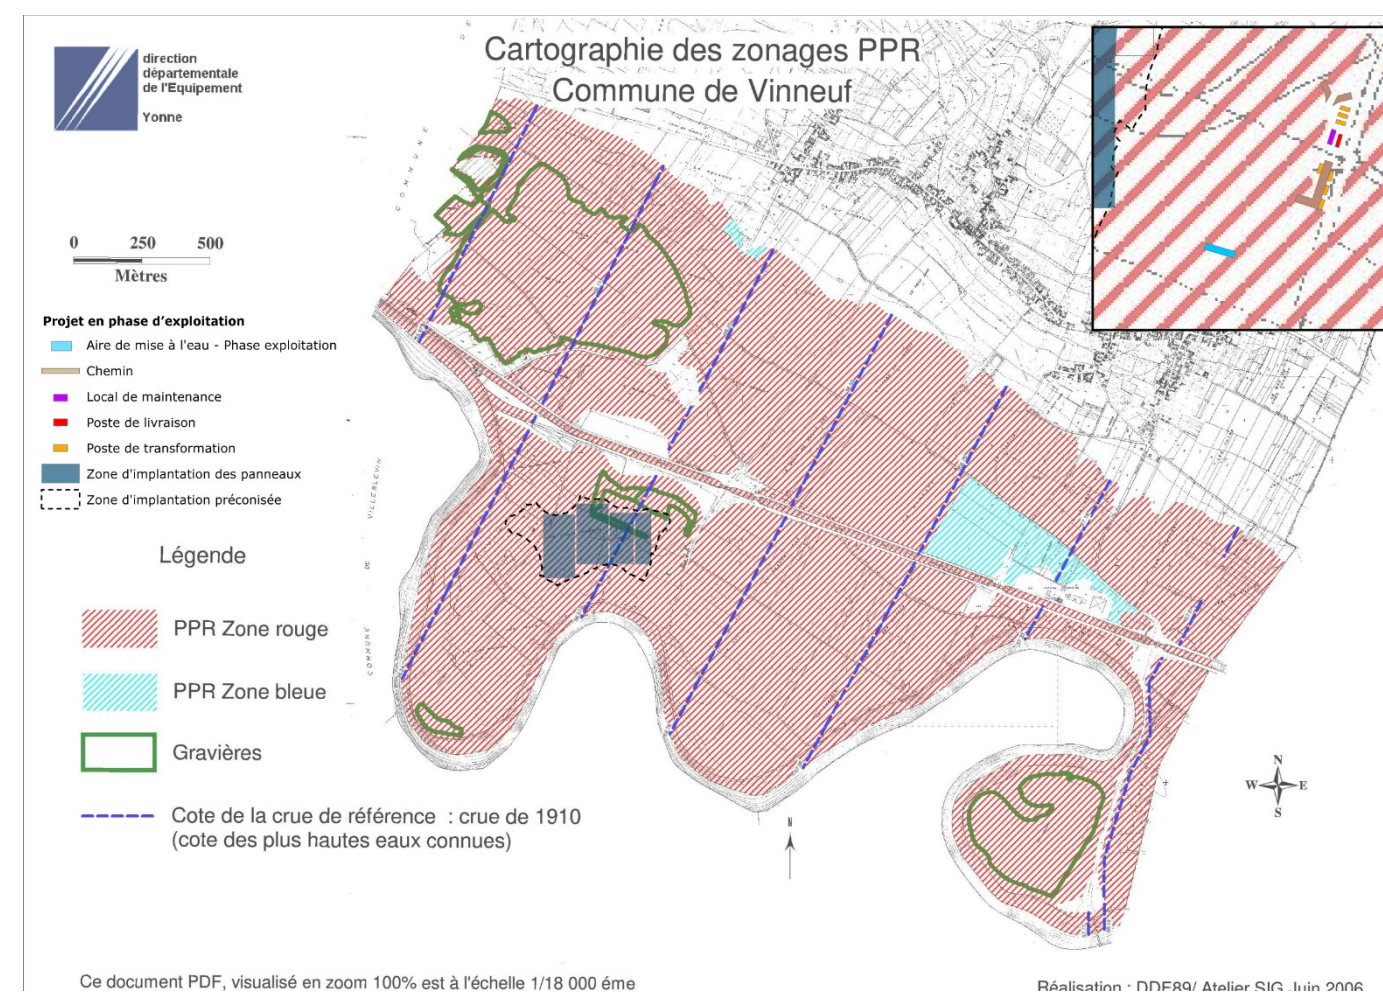 Cartographie des zonages PPR
Commune de Vinneuf
direction
départementale
de l'Equipement
Yonne
0 250 500
Mètres
Projet en phase d'exploitation
Aire de mise à l'eau - Phase exploitation
Chemin
Local de maintenance
Poste de livraison
Poste de transformation
Zone d'implantation des panneaux
Zone d'implantation préconisée
Légende
PPR Zone rouge
PPR Zone bleue
Gravières
Cote de la crue de référence : crue de 1910
(cote des plus hautes eaux connues)
COMMUNE
COMMUNE DE VILLEBLEVIN
N
W E
S
N
Ce document PDF, visualisé en zoom 100% est à l'échelle 1/18 000 éme
Réalisation : DDE89/ Atelier SIG Juin 2006